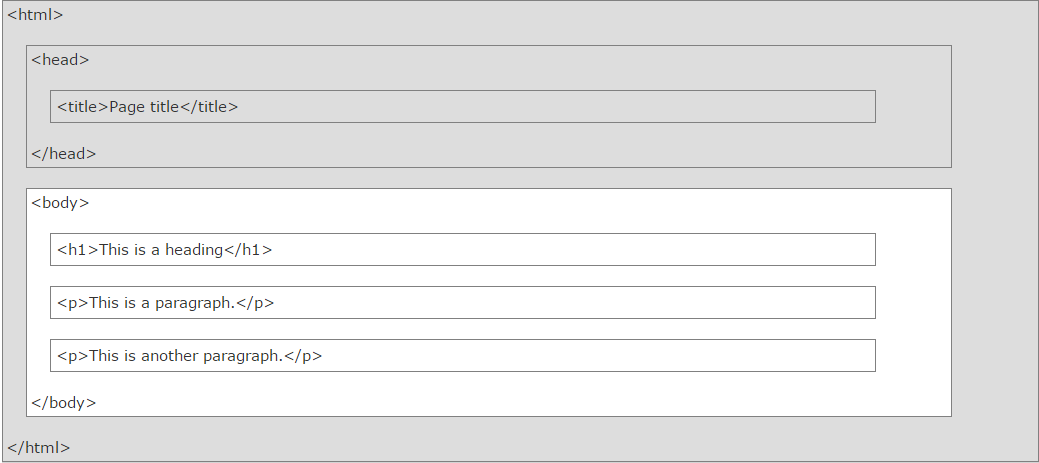 <html>
<head>
<title>Page title</title>
</head>
<body>
<h1>This is a heading</h1>
<p>This is a paragraph.</p>
<p>This is another paragraph.</p>
</body>
</html>